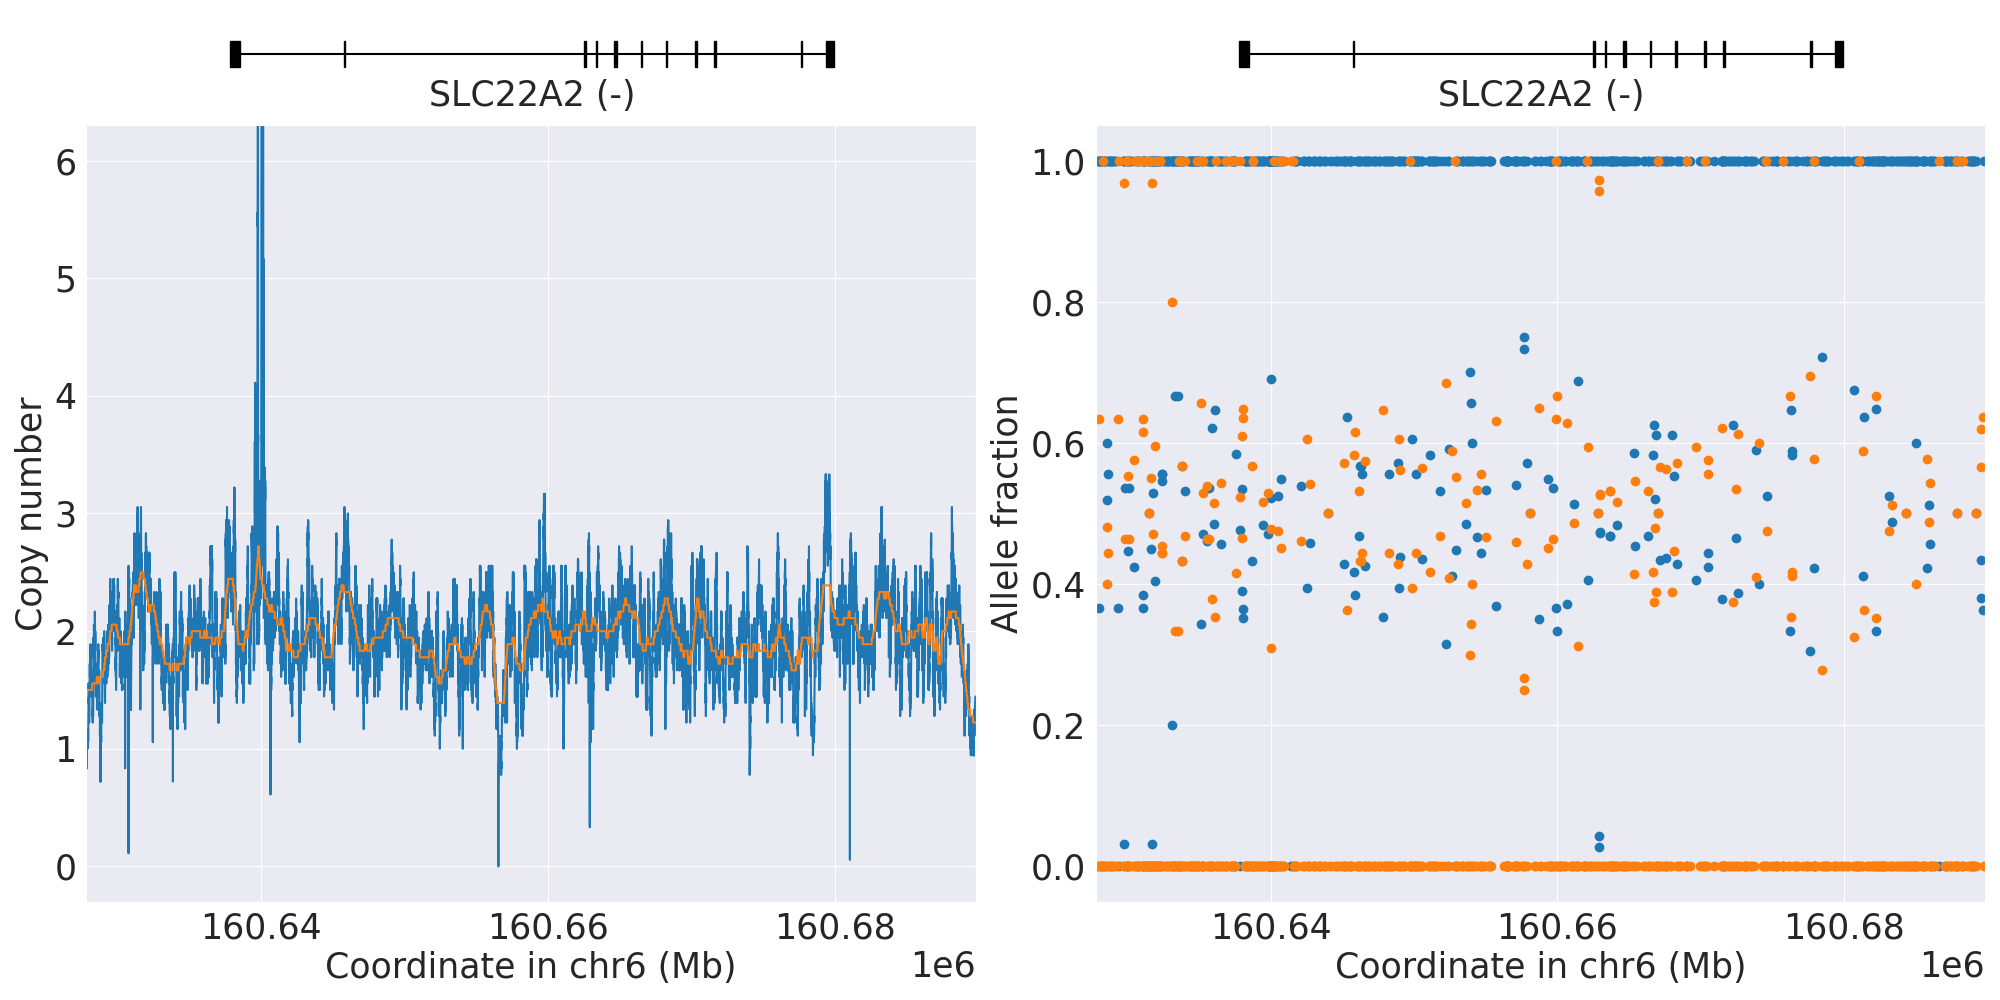 SLC22A2 (-)
6
5
4
3
2
1
0
Copy number
160.64 160.66 160.68
Coordinate in chr6 (Mb)
1e6
SLC22A2 (-)
1.0
0.8
0.6
0.4
0.2
0.0
Allele fraction
160.64 160.66 160.68
Coordinate in chr6 (Mb)
1e6